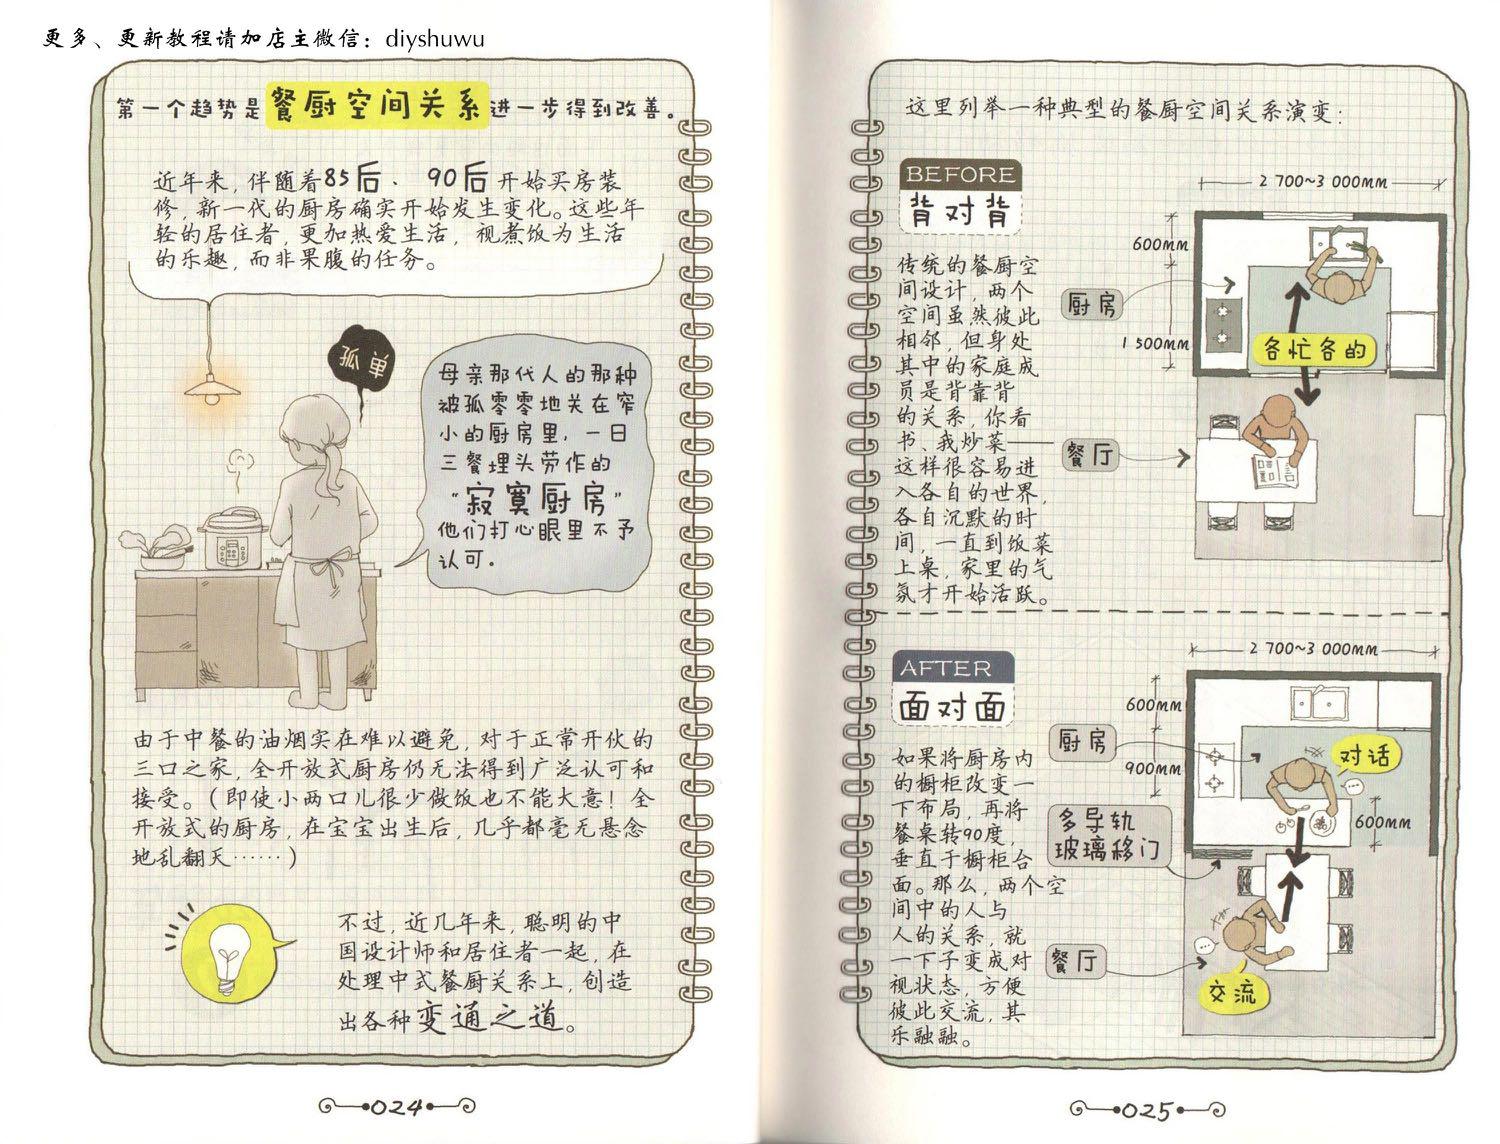 更多、更新教程请加店主微信：diyshuwu
第一个趋势是餐厨空间关系进一步得到改善。
近年来，伴随着85后、90后开始买房装
修，新一代的厨房确实开始发生变化。这些年
轻的居住者，更加热爱生活，视煮饭为生活
的乐趣，而非果腹的任务。
孤单
母亲那代人的那种
被孤零零地关在窄
小的厨房里，一日
三餐埋头劳作的
“寂寞厨房”
他们打心眼里不予
认可。
由于中餐的油烟实在难以避免，对于正常开伙的
三口之家，全开放式厨房仍无法得到广泛认可和
接受。（即使小两口儿很少做饭也不能大意！全
开放式的厨房，在宝宝出生后，几乎都毫无悬念
地乱翻天……）
不过，近几年来，聪明的中
国设计师和居住者一起，在
处理中式餐厨关系上，创造
出各种变通之道。
024
这里列举一种典型的餐厨空间关系演变：
BEFORE
背对背
传统的餐厨空
间设计，两个
空间虽然彼此
相邻，但身处
其中的家庭成
员是背靠背
的关系，你看
书、我炒菜——
这样很容易进
入各自的世界，
各自沉默的时
间，一直到饭菜
上桌，家里的气
氛才开始活跃。
2 700~3 000mm
600mm
厨房
1 500mm
各忙各的
餐厅
AFTER
面对面
如果将厨房内
的橱柜改变一
下布局，再将
餐桌转90度，
垂直于橱柜台
面。那么，两个空
间中的人与
人的关系，就
一下子变成对
视状态，方便
彼此交流，其
乐融融。
2 700~3 000mm
600mm
厨房
对话
900mm
多导轨
玻璃移门
600mm
餐厅
交流
025